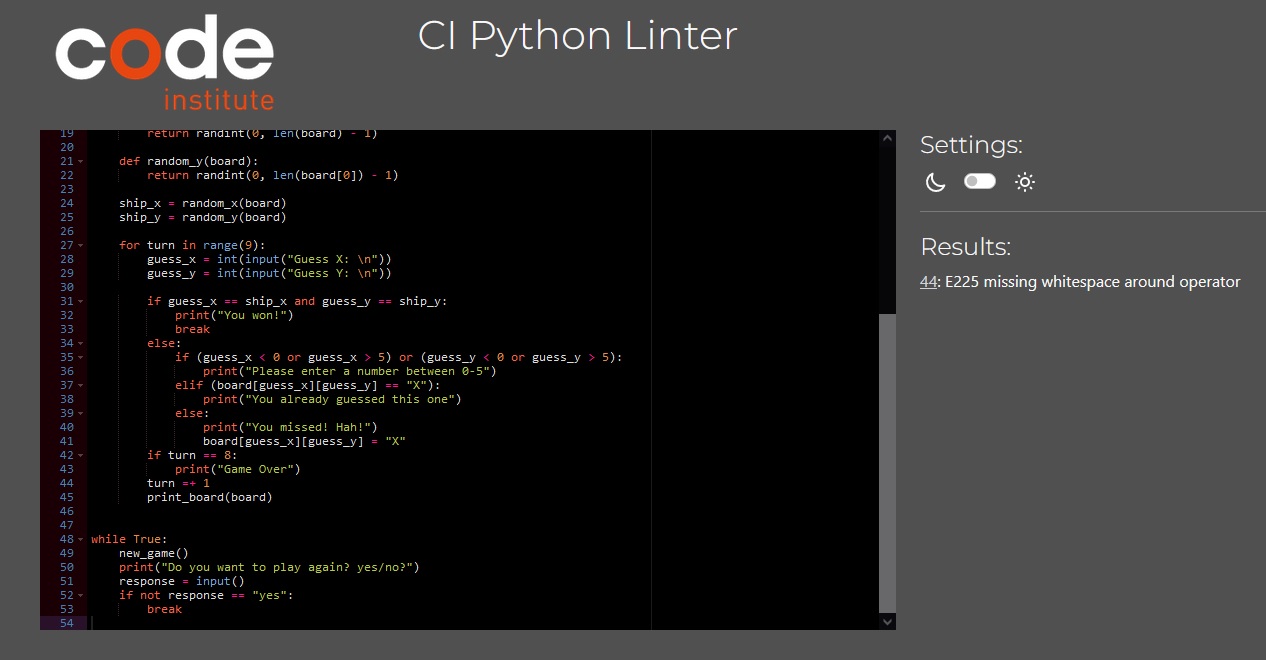 code
institute
CI Python Linter
19 return randint(0, len(board) - 1)
20
21 def random_y(board):
22 return randint(0, len(board[0]) - 1)
23
24 ship_x = random_x(board)
25 ship_y = random_y(board)
26
27 for turn in range(9):
28 guess_x = int(input("Guess X: \n"))
29 guess_y = int(input("Guess Y: \n"))
30
31 if guess_x == ship_x and guess_y == ship_y:
32 print("You won!")
33 break
34 else:
35 if (guess_x < 0 or guess_x > 5) or (guess_y < 0 or guess_y > 5):
36 print("Please enter a number between 0-5")
37 elif (board[guess_x][guess_y] == "X"):
38 print("You already guessed this one")
39 else:
40 print("You missed! Hah!")
41 board[guess_x][guess_y] = "X"
42 if turn == 8:
43 print("Game Over")
44 turn =+ 1
45 print_board(board)
46
47
48 while True:
49 new_game()
50 print("Do you want to play again? yes/no?")
51 response = input()
52 if not response == "yes":
53 break
54
Settings:
Results:
44: E225 missing whitespace around operator